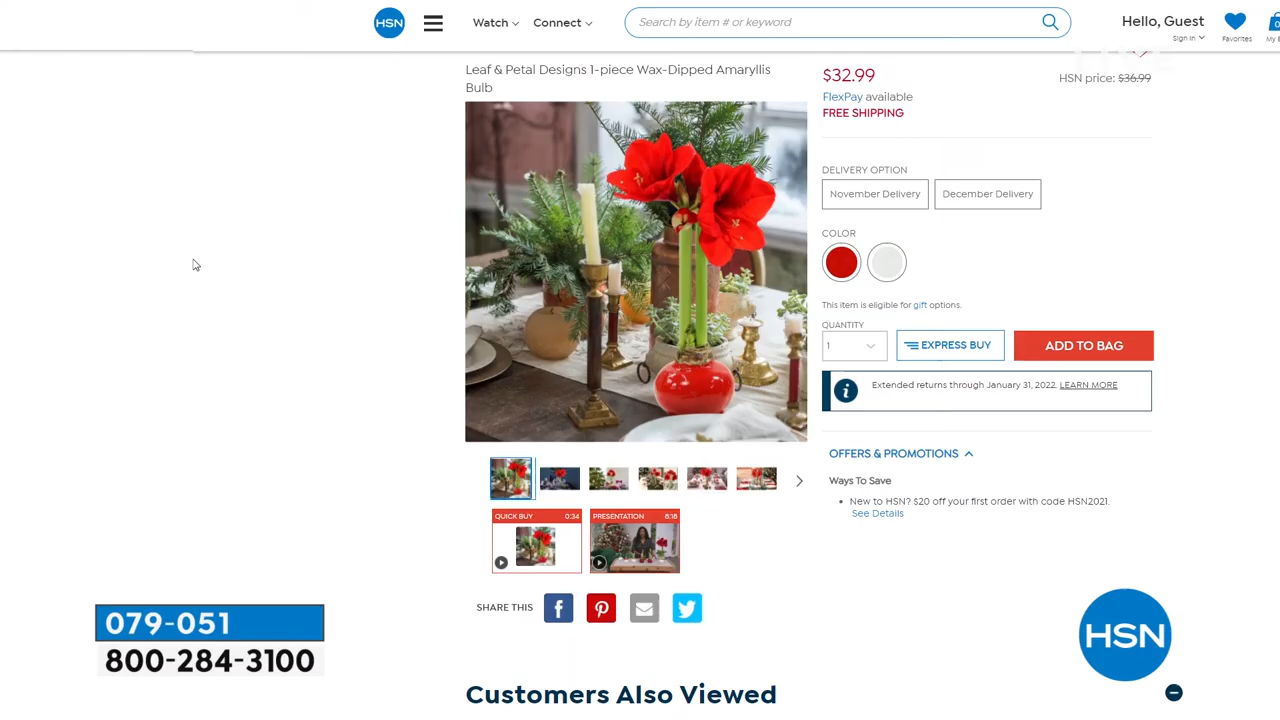 HSN
Watch
Connect
Search by item # or keyword
Hello, Guest
Sign In
Favorites
0
LIVE
Leaf & Petal Designs 1-piece Wax-Dipped Amaryllis
Bulb
$32.99
HSN price: $36.99
FlexPay available
FREE SHIPPING
DELIVERY OPTION
November Delivery
December Delivery
COLOR
This item is eligible for gift options.
QUANTITY
1
EXPRESS BUY
ADD TO BAG
i
Extended returns through January 31, 2022. LEARN MORE
OFFERS & PROMOTIONS
Ways To Save
• New to HSN? $20 off your first order with code HSN2021.
See Details
QUICK BUY 0:34
PRESENTATION 8:16
SHARE THIS
079-051
800-284-3100
HSN
Customers Also Viewed